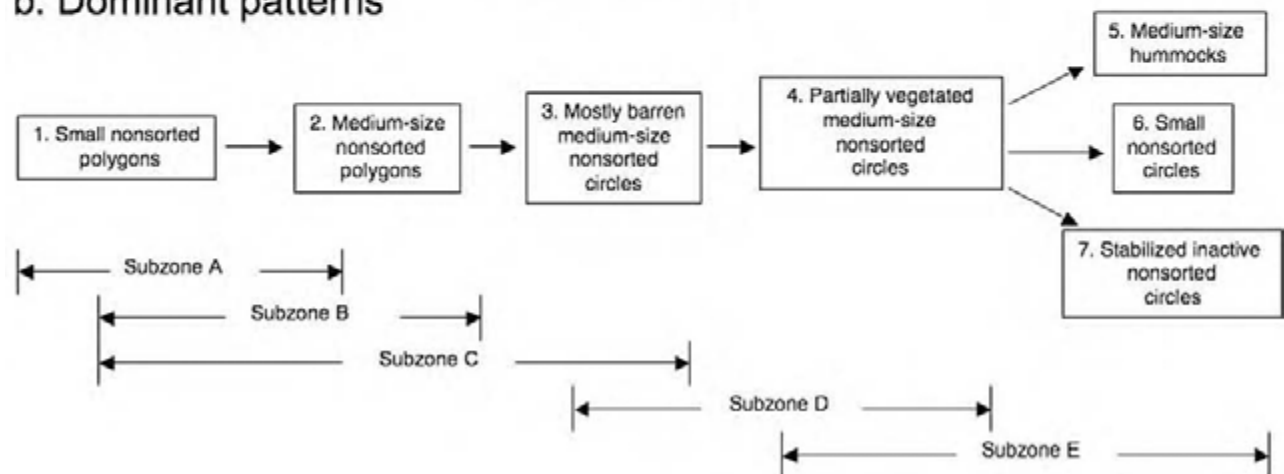 b. Dominant patterns
1. Small nonsorted
polygons
2. Medium-size
nonsorted
polygons
3. Mostly barren
medium-size
nonsorted
circles
4. Partially vegetated
medium-size
nonsorted
circles
5. Medium-size
hummocks
6. Small
nonsorted
circles
7. Stabilized inactive
nonsorted
circles
Subzone A
Subzone B
Subzone C
Subzone D
Subzone E